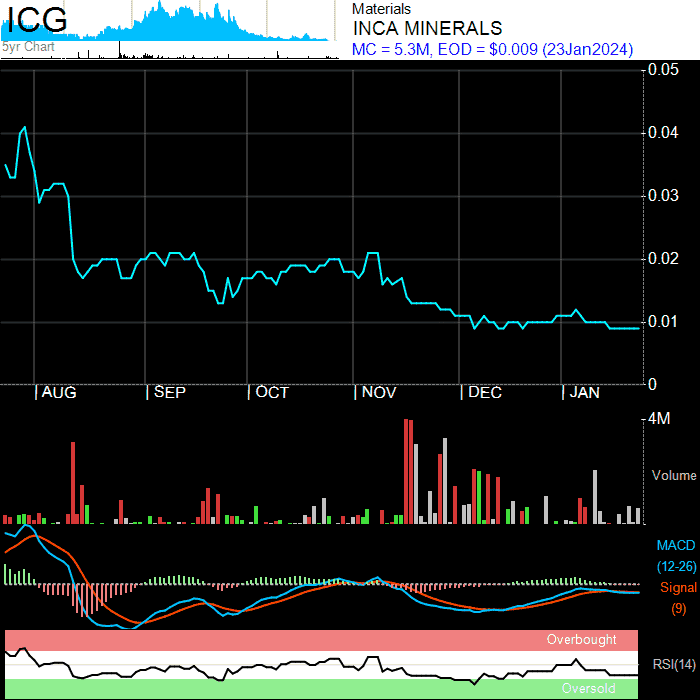 ICG
5yr Chart
Materials
INCA MINERALS
MC = 5.3M, EOD = $0.009 (23Jan2024)
0.05
0.04
0.03
0.02
0.01
0
AUG SEP OCT NOV DEC JAN
4M
Volume
MACD
(12-26)
Signal
(9)
Overbought
RSI(14)
Oversold